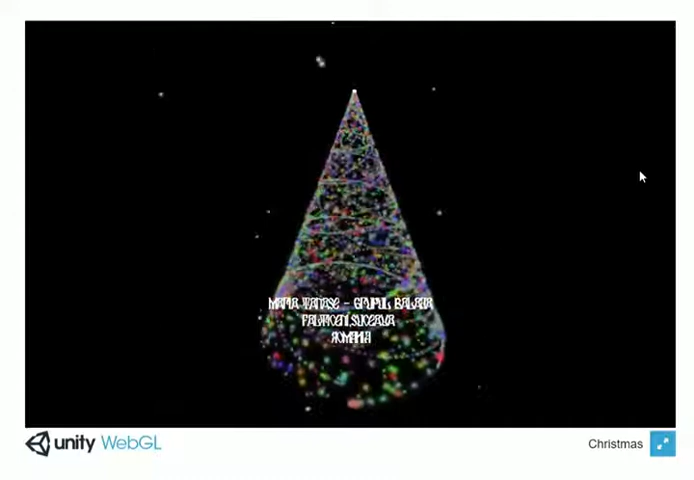 MARIA TANASE - GRUPUL BALADA
FALTICENI, SUCEAVA
ROMANIA
unity WebGL
Christmas